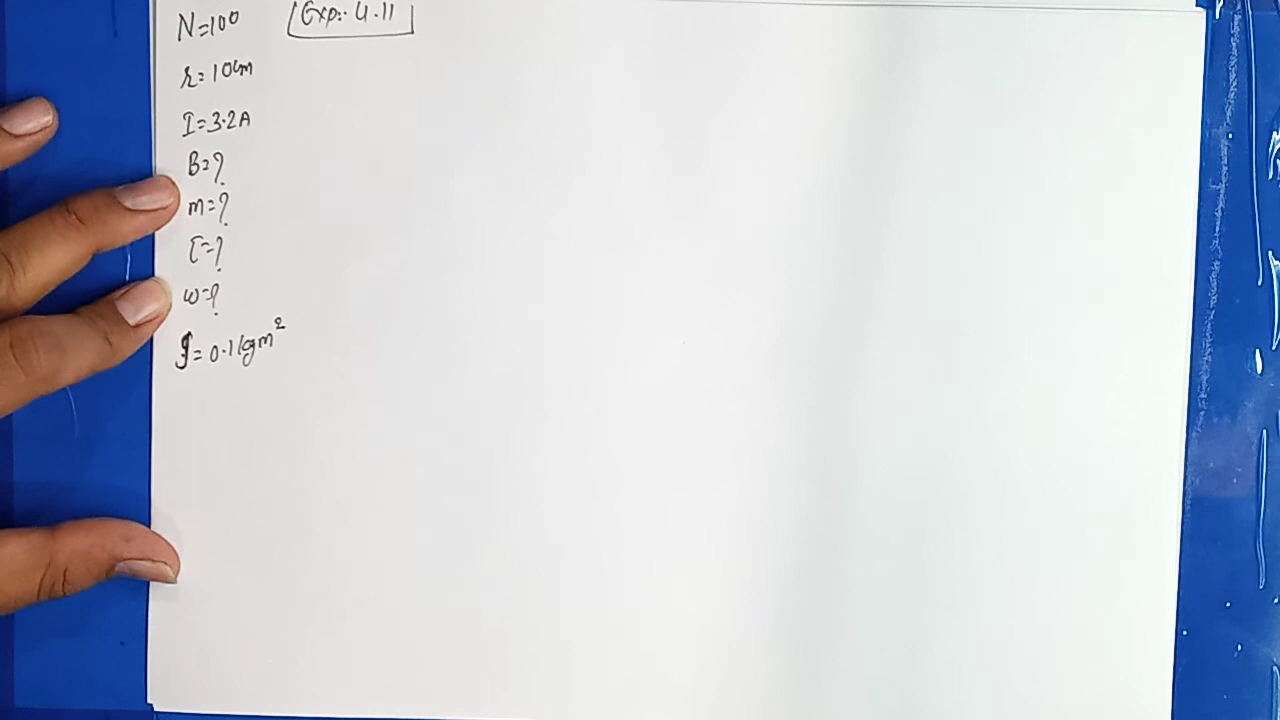 N=100
Exp:- 4.11
r=10cm
I=3.2A
B=?
m=?
τ=?
ω=?
J=0.1kgm²